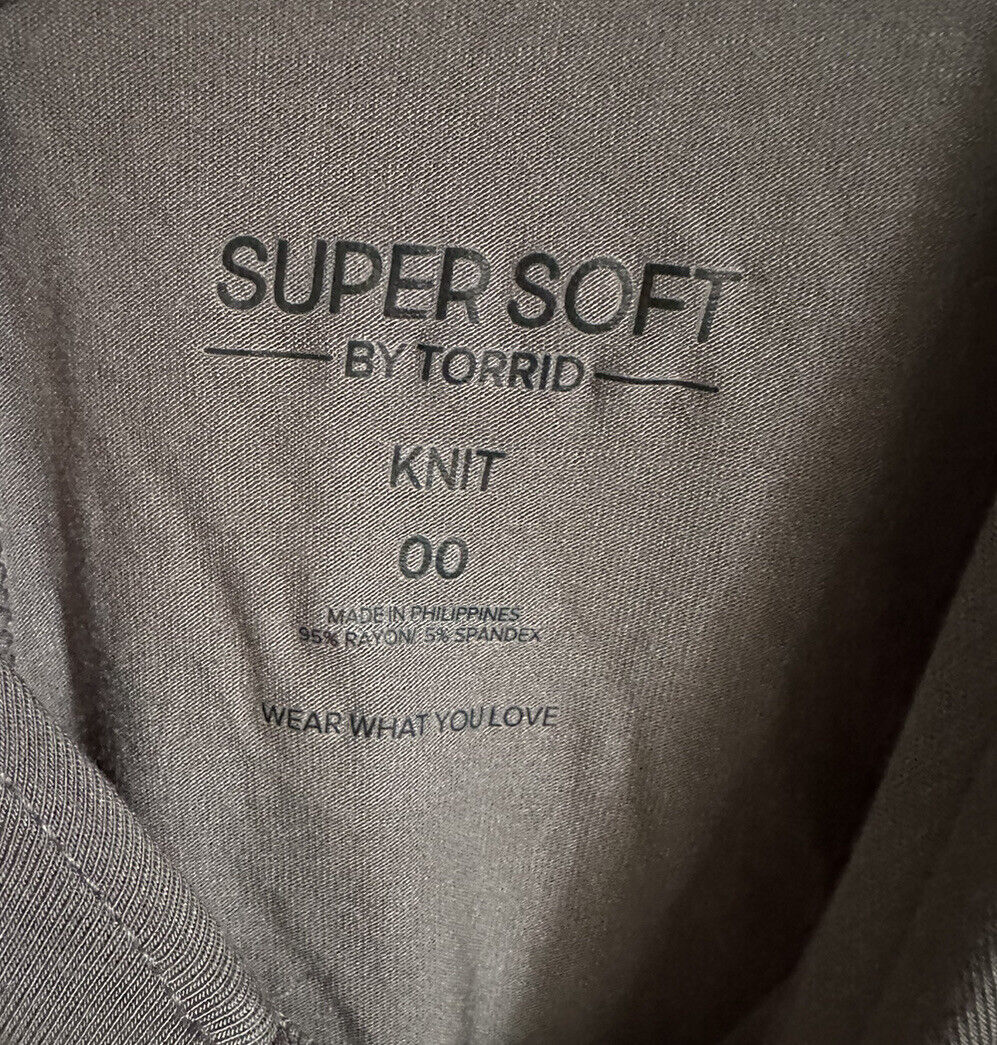 SUPER SOFT
BY TORRID
KNIT
00
MADE IN PHILIPPINES
95% RAYON/ 5% SPANDEX
WEAR WHAT YOU LOVE